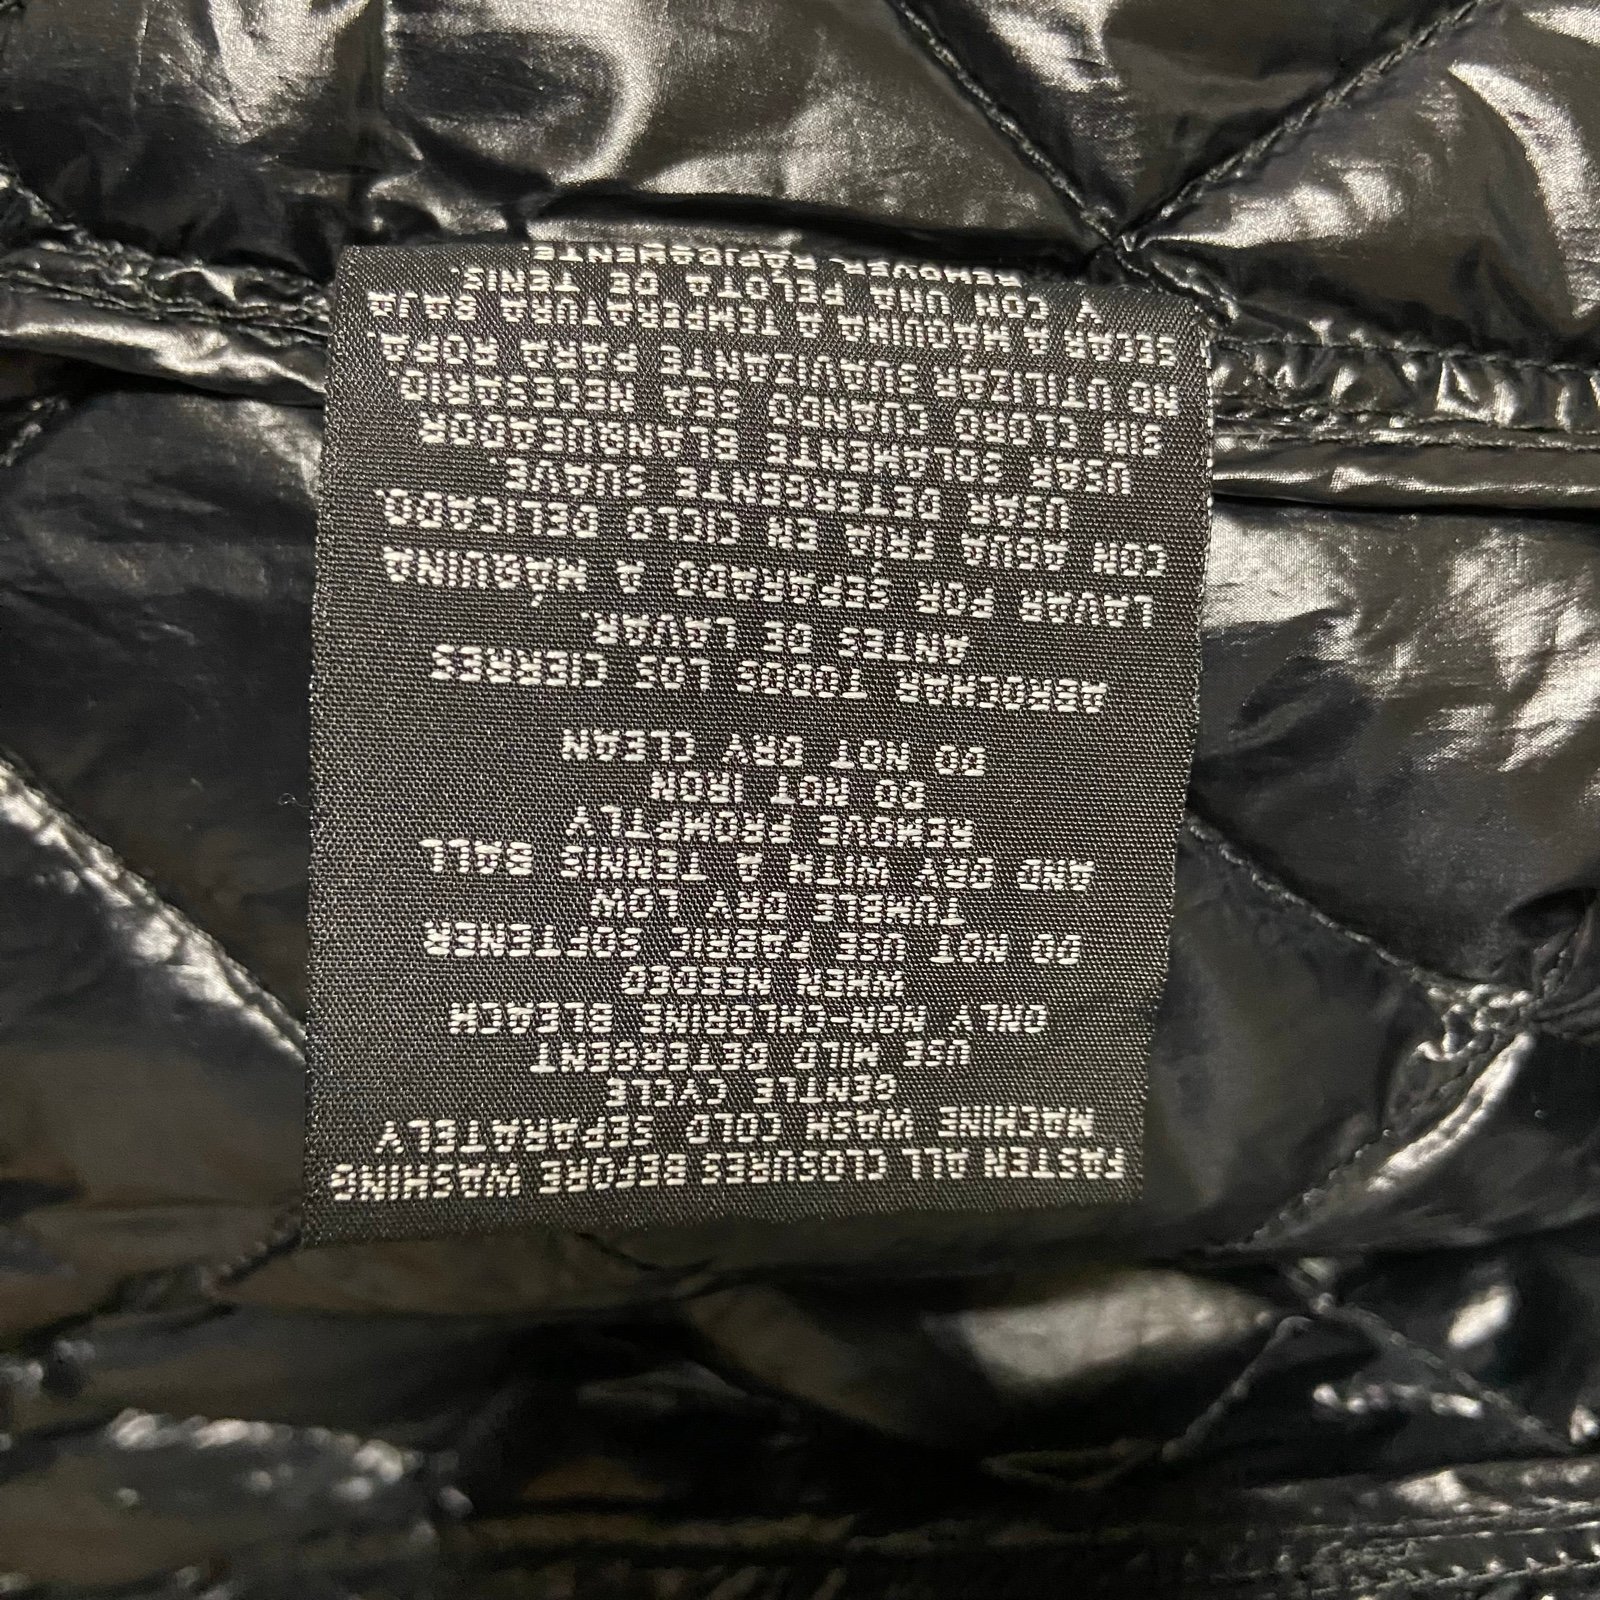 FASTEN ALL CLOSURES BEFORE WASHING
MACHINE WASH COLD SEPARATELY
GENTLE CYCLE
USE MILD DETERGENT
ONLY NON-CHLORINE BLEACH
WHEN NEEDED
DO NOT USE FABRIC SOFTENER
TUMBLE DRY LOW
AND DRY WITH A TENNIS BALL
REMOVE PROMPTLY
DO NOT IRON
DO NOT DRY CLEAN
ABROCHAR TODOS LOS CIERRES
ANTES DE LAVAR.
LAVAR POR SEPARADO A MÁQUINA
CON AGUA FRÍA EN CICLO DELICADO.
USAR DETERGENTE SUAVE.
USAR SOLAMENTE BLANQUEADOR
SIN CLORO CUANDO SEA NECESARIO
NO UTILIZAR SUAVIZANTE PARA ROPA.
SECAR A MÁQUINA A TEMPERATURA BAJA
Y CON UNA PELOTA DE TENIS.
REMOVER RÁPIDAMENTE